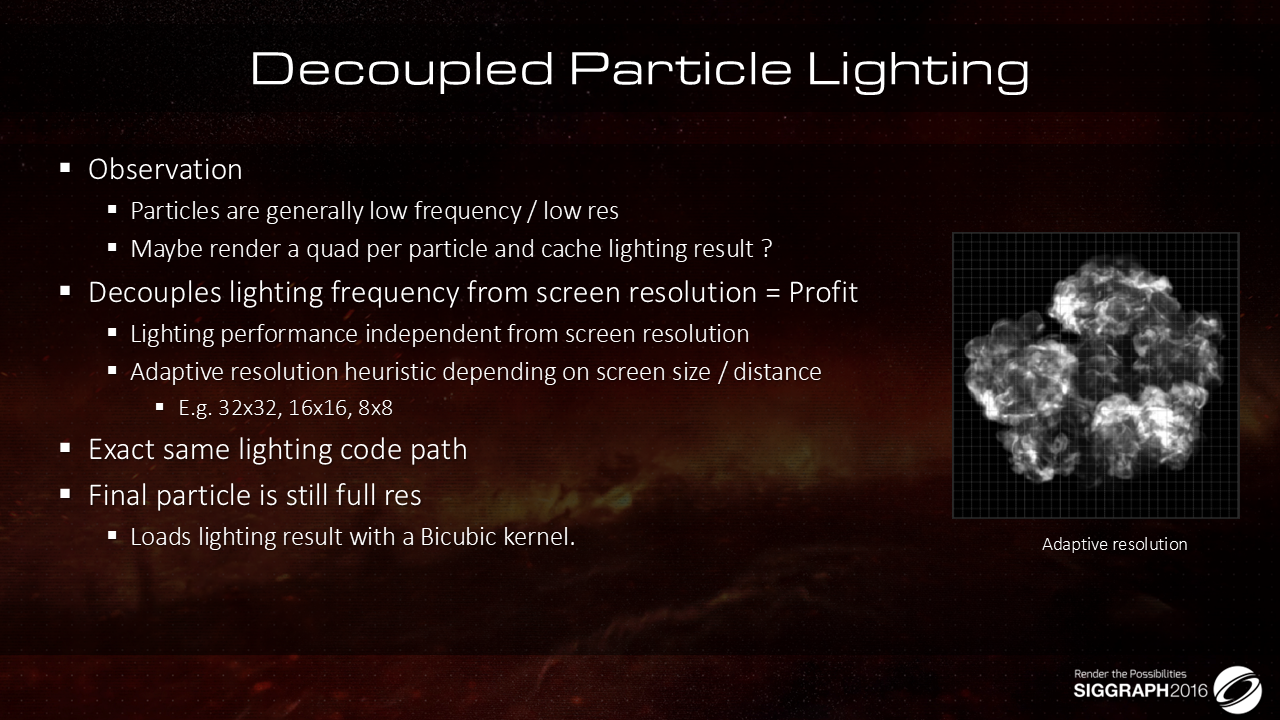 Decoupled Particle Lighting
▪ Observation
▪ Particles are generally low frequency / low res
▪ Maybe render a quad per particle and cache lighting result ?
▪ Decouples lighting frequency from screen resolution = Profit
▪ Lighting performance independent from screen resolution
▪ Adaptive resolution heuristic depending on screen size / distance
▪ E.g. 32x32, 16x16, 8x8
▪ Exact same lighting code path
▪ Final particle is still full res
▪ Loads lighting result with a Bicubic kernel.
Adaptive resolution
Render the Possibilities
SIGGRAPH2016